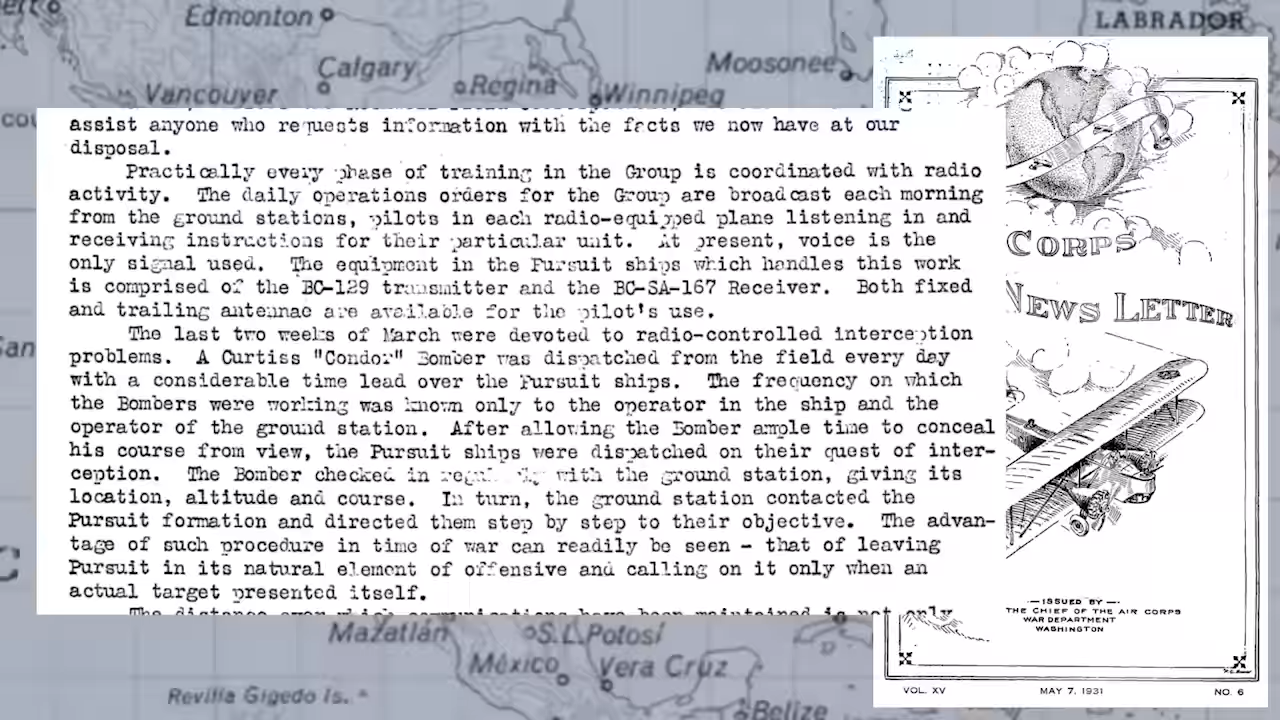 Edmonton
LABRADOR
Calgary
Regina
Moosonee
Vancouver
Winnipeg
assist anyone who requests information with the facts we now have at our
disposal.
Practically every phase of training in the Group is coordinated with radio
activity. The daily operations orders for the Group are broadcast each morning
from the ground stations, pilots in each radio-equipped plane listening in and
receiving instructions for their particular unit. At present, voice is the
only signal used. The equipment in the Pursuit ships which handles this work
is comprised of the BC-129 transmitter and the BC-SA-167 Receiver. Both fixed
and trailing antennae are available for the pilot's use.
The last two weeks of March were devoted to radio-controlled interception
problems. A Curtiss "Condor" Bomber was dispatched from the field every day
with a considerable time lead over the Pursuit ships. The frequency on which
the Bombers were working was known only to the operator in the ship and the
operator of the ground station. After allowing the Bomber ample time to conceal
his course from view, the Pursuit ships were dispatched on their quest of inter-
ception. The Bomber checked in regularly with the ground station, giving its
location, altitude and course. In turn, the ground station contacted the
Pursuit formation and directed them step by step to their objective. The advan-
tage of such procedure in time of war can readily be seen - that of leaving
Pursuit in its natural element of offensive and calling on it only when an
actual target presented itself.
The distance over which communications have been maintained is not only
CORPS
NEWS LETTER
—ISSUED BY—
THE CHIEF OF THE AIR CORPS
WAR DEPARTMENT
WASHINGTON
VOL. XV MAY 7, 1931 NO. 6
Mazatlán
S.L.Potosí
México
Vera Cruz
Revilla Gigedo Is.
Belize